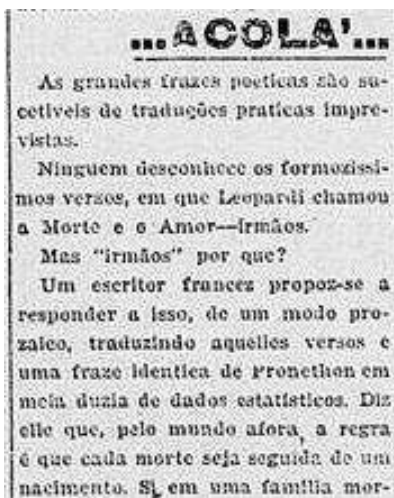 ...ACOLA'...
As grandes frazes poeticas são su-
cetiveis de traduções praticas impre-
vistas.
Ninguem desconhece os formozissi-
mos versos, em que Leopardi chamou
a Morte e o Amor—irmãos.
Mas "irmãos" por que?
Um escritor francez propoz-se a
responder a isso, de um modo pro-
zaico, traduzindo aquelles versos e
uma fraze identica de Pronethon em
meia duzia de dados estatisticos. Diz
elle que, pelo mundo afora, a regra
é que cada morte seja seguida de um
nacimento. Si, em uma familia mor-